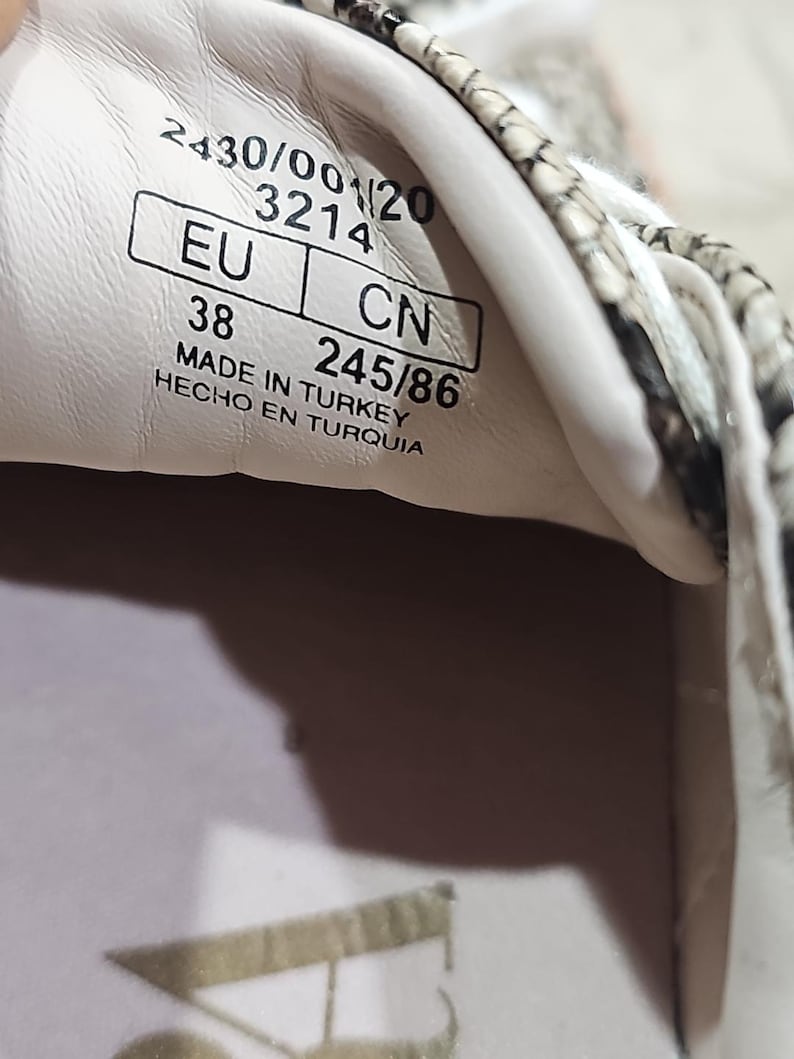 2430/001/20
3214
EU CN
38 245/86
MADE IN TURKEY
HECHO EN TURQUIA